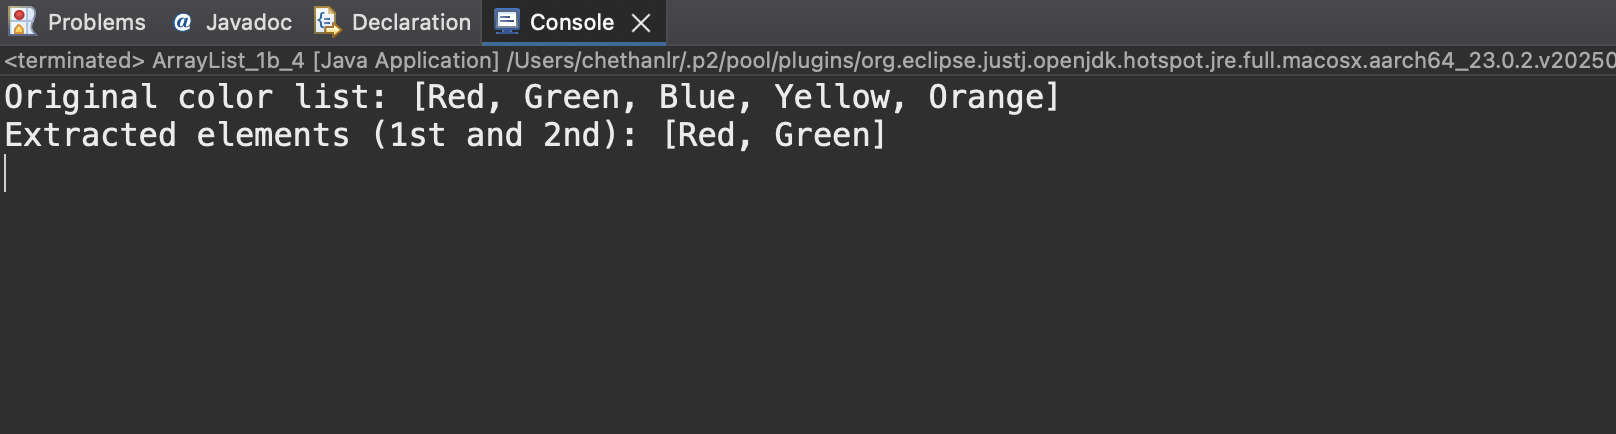 Problems @ Javadoc Declaration Console
<terminated> ArrayList_1b_4 [Java Application] /Users/chethanlr/.p2/pool/plugins/org.eclipse.justj.openjdk.hotspot.jre.full.macosx.aarch64_23.0.2.v20250
Original color list: [Red, Green, Blue, Yellow, Orange]
Extracted elements (1st and 2nd): [Red, Green]